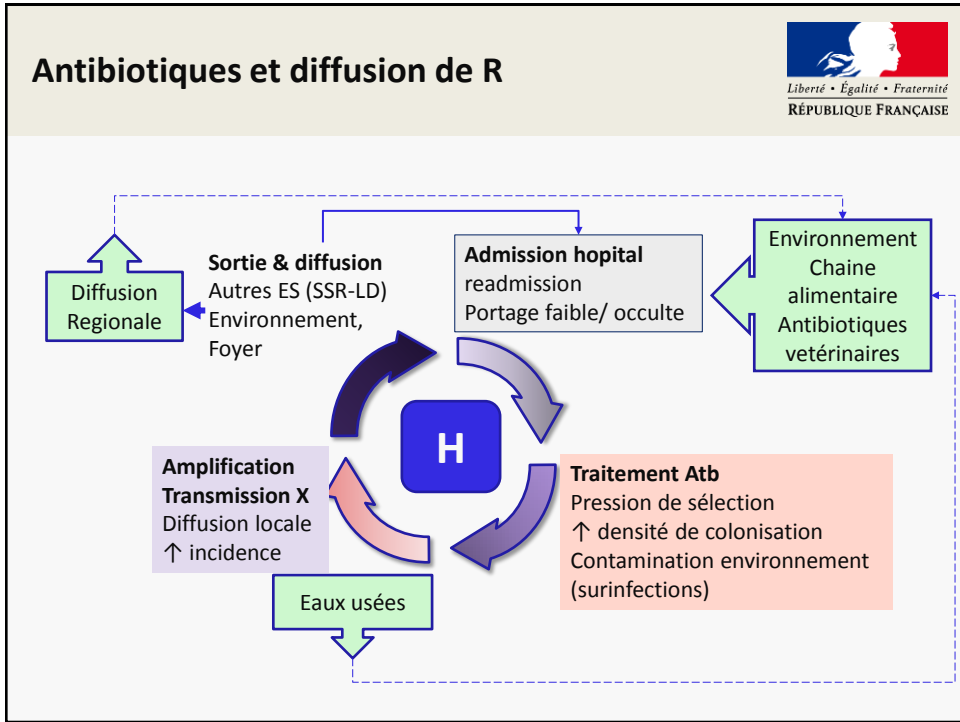 Antibiotiques et diffusion de R
Liberté • Égalité • Fraternité
RÉPUBLIQUE FRANÇAISE
Diffusion
Regionale
Sortie & diffusion
Autres ES (SSR-LD)
Environnement,
Foyer
Admission hopital
readmission
Portage faible/ occulte
Environnement
Chaine
alimentaire
Antibiotiques
vetérinaires
H
Amplification
Transmission X
Diffusion locale
↑ incidence
Traitement Atb
Pression de sélection
↑ densité de colonisation
Contamination environnement
(surinfections)
Eaux usées